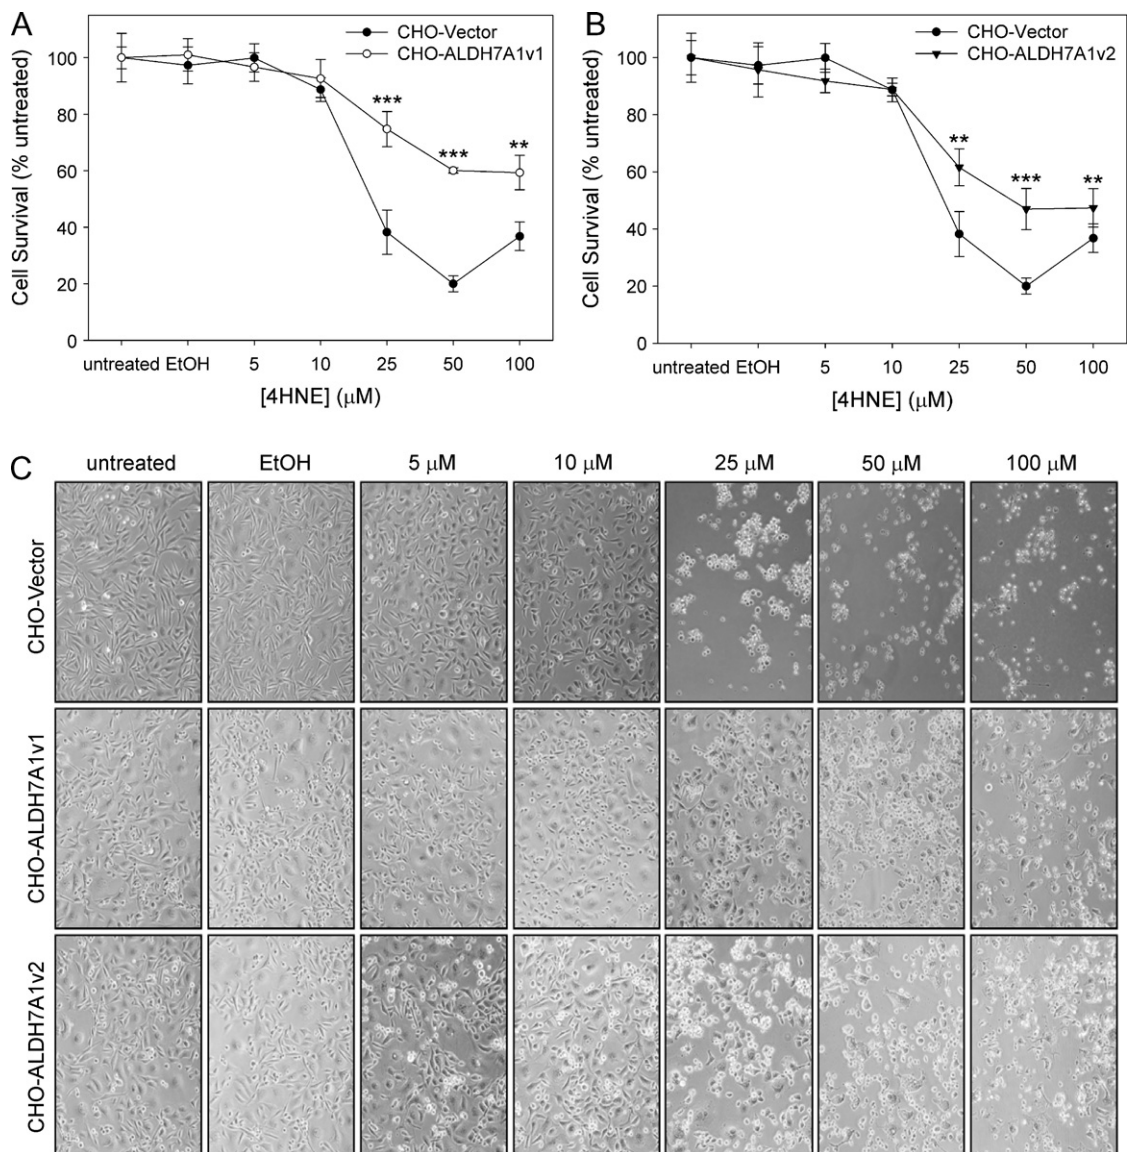 A
CHO-Vector
CHO-ALDH7A1v1
Cell Survival (% untreated)
100
80
60
40
20
0
***
***
**
untreated EtOH 5 10 25 50 100
[4HNE] (μM)
B
CHO-Vector
CHO-ALDH7A1v2
Cell Survival (% untreated)
100
80
60
40
20
0
**
***
**
untreated EtOH 5 10 25 50 100
[4HNE] (μM)
C
untreated EtOH 5 μM 10 μM 25 μM 50 μM 100 μM
CHO-Vector
CHO-ALDH7A1v1
CHO-ALDH7A1v2